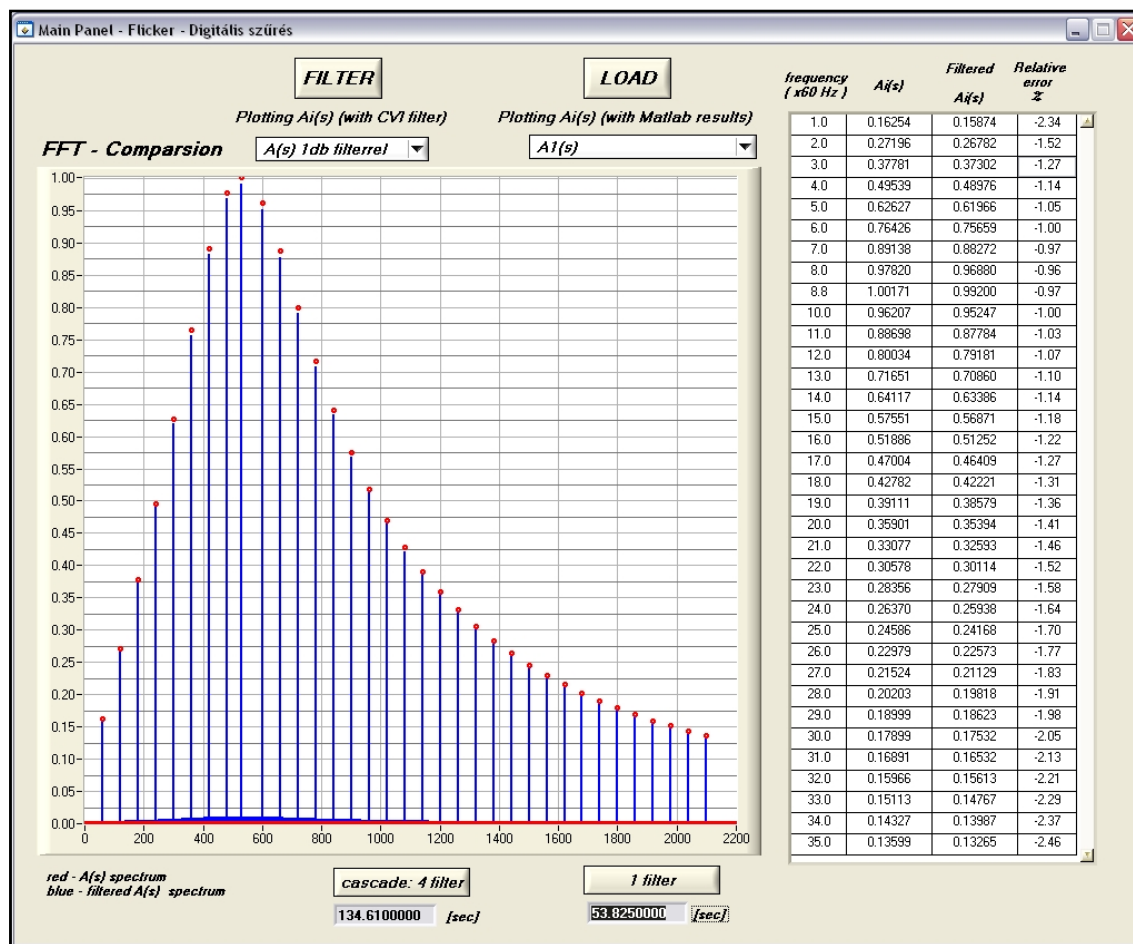 Main Panel - Flicker - Digitális szűrés
FILTER
LOAD
Plotting Ai(s) (with CVI filter)
Plotting Ai(s) (with Matlab results)
FFT - Comparsion
A(s) 1db filterrel
A1(s)
1.00
0.95
0.90
0.85
0.80
0.75
0.70
0.65
0.60
0.55
0.50
0.45
0.40
0.35
0.30
0.25
0.20
0.15
0.10
0.05
0.00
0 200 400 600 800 1000 1200 1400 1600 1800 2000 2200
red - A(s) spectrum
blue - filtered A(s) spectrum
cascade: 4 filter
1 filter
134.6100000 [sec]
53.8250000 [sec]
frequency ( x60 Hz ) Ai(s) Filtered Ai(s) Relative error %
1.0 0.16254 0.15874 -2.34
2.0 0.27196 0.26782 -1.52
3.0 0.37781 0.37302 -1.27
4.0 0.49539 0.48976 -1.14
5.0 0.62627 0.61966 -1.05
6.0 0.76426 0.75659 -1.00
7.0 0.89138 0.88272 -0.97
8.0 0.97820 0.96880 -0.96
8.8 1.00171 0.99200 -0.97
10.0 0.96207 0.95247 -1.00
11.0 0.88698 0.87784 -1.03
12.0 0.80034 0.79181 -1.07
13.0 0.71651 0.70860 -1.10
14.0 0.64117 0.63386 -1.14
15.0 0.57551 0.56871 -1.18
16.0 0.51886 0.51252 -1.22
17.0 0.47004 0.46409 -1.27
18.0 0.42782 0.42221 -1.31
19.0 0.39111 0.38579 -1.36
20.0 0.35901 0.35394 -1.41
21.0 0.33077 0.32593 -1.46
22.0 0.30578 0.30114 -1.52
23.0 0.28356 0.27909 -1.58
24.0 0.26370 0.25938 -1.64
25.0 0.24586 0.24168 -1.70
26.0 0.22979 0.22573 -1.77
27.0 0.21524 0.21129 -1.83
28.0 0.20203 0.19818 -1.91
29.0 0.18999 0.18623 -1.98
30.0 0.17899 0.17532 -2.05
31.0 0.16891 0.16532 -2.13
32.0 0.15966 0.15613 -2.21
33.0 0.15113 0.14767 -2.29
34.0 0.14327 0.13987 -2.37
35.0 0.13599 0.13265 -2.46